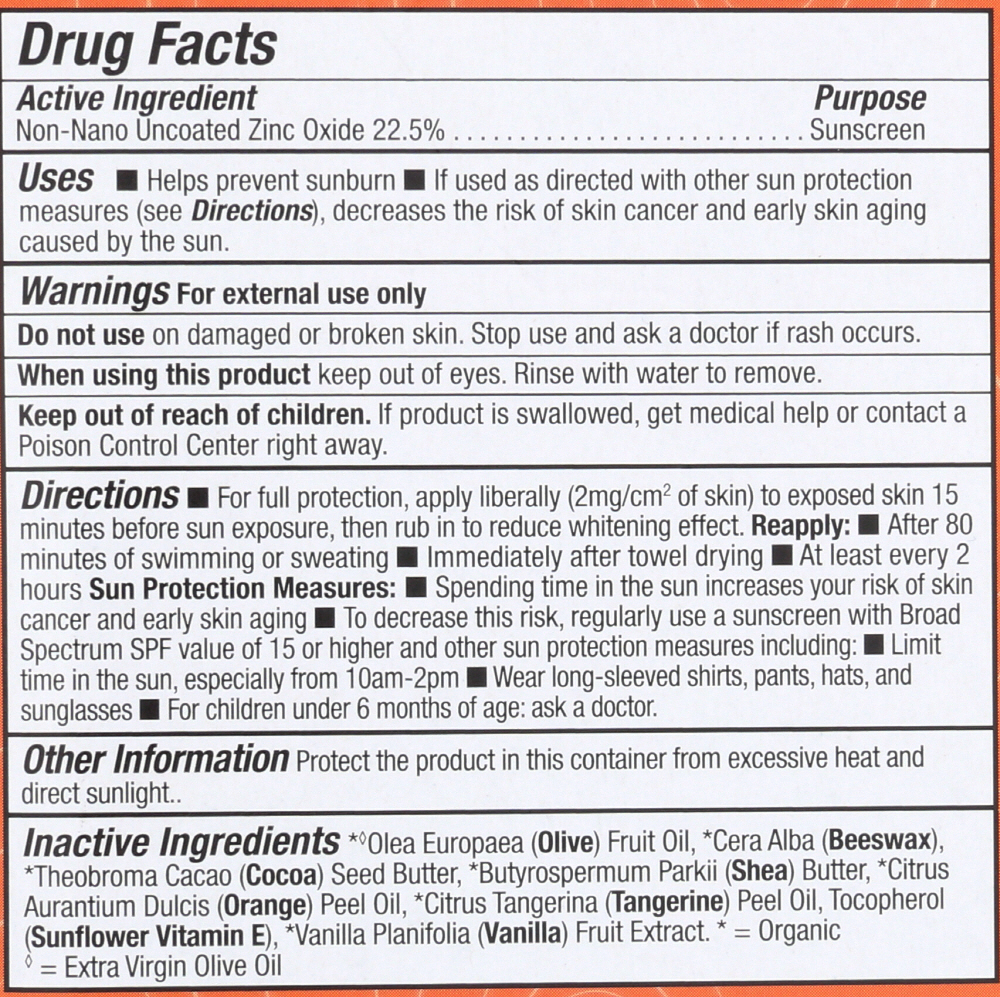 Drug Facts
Active Ingredient Purpose
Non-Nano Uncoated Zinc Oxide 22.5% ............................ Sunscreen
Uses ■ Helps prevent sunburn ■ If used as directed with other sun protection
measures (see Directions), decreases the risk of skin cancer and early skin aging
caused by the sun.
Warnings For external use only
Do not use on damaged or broken skin. Stop use and ask a doctor if rash occurs.
When using this product keep out of eyes. Rinse with water to remove.
Keep out of reach of children. If product is swallowed, get medical help or contact a
Poison Control Center right away.
Directions ■ For full protection, apply liberally (2mg/cm² of skin) to exposed skin 15
minutes before sun exposure, then rub in to reduce whitening effect. Reapply: ■ After 80
minutes of swimming or sweating ■ Immediately after towel drying ■ At least every 2
hours Sun Protection Measures: ■ Spending time in the sun increases your risk of skin
cancer and early skin aging ■ To decrease this risk, regularly use a sunscreen with Broad
Spectrum SPF value of 15 or higher and other sun protection measures including: ■ Limit
time in the sun, especially from 10am-2pm ■ Wear long-sleeved shirts, pants, hats, and
sunglasses ■ For children under 6 months of age: ask a doctor.
Other Information Protect the product in this container from excessive heat and
direct sunlight..
Inactive Ingredients *◊Olea Europaea (Olive) Fruit Oil, *Cera Alba (Beeswax),
*Theobroma Cacao (Cocoa) Seed Butter, *Butyrospermum Parkii (Shea) Butter, *Citrus
Aurantium Dulcis (Orange) Peel Oil, *Citrus Tangerina (Tangerine) Peel Oil, Tocopherol
(Sunflower Vitamin E), *Vanilla Planifolia (Vanilla) Fruit Extract. * = Organic
◊ = Extra Virgin Olive Oil